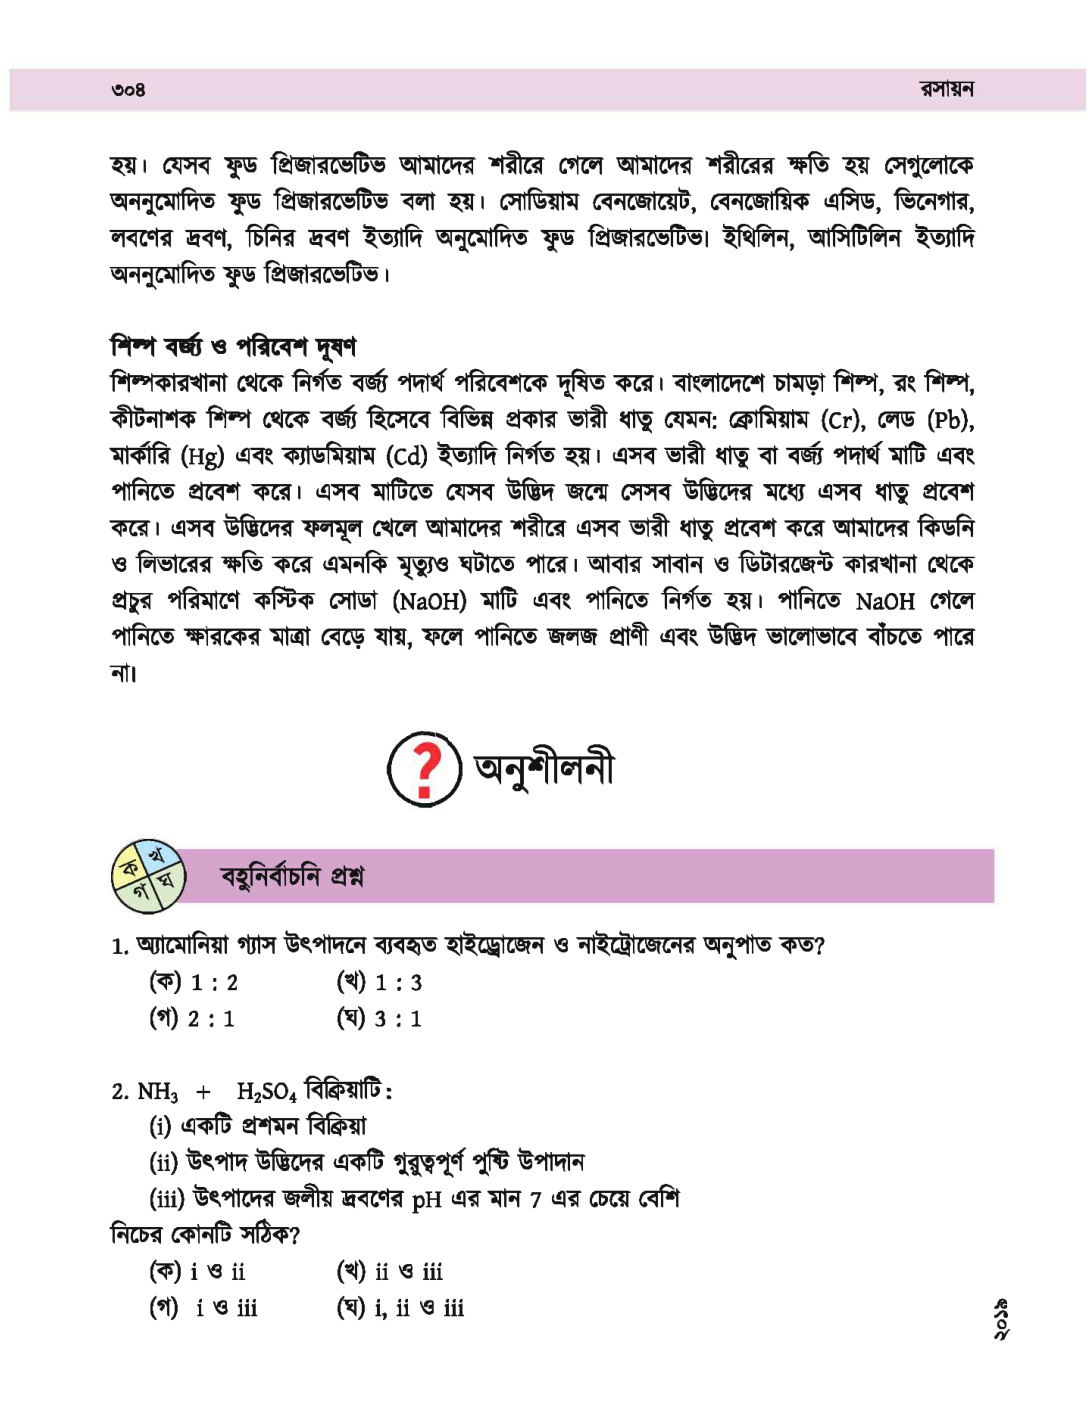 ৩০৪ রসায়ন
হয়। যেসব ফুড প্রিজারভেটিভ আমাদের শরীরে গেলে আমাদের শরীরের ক্ষতি হয় সেগুলোকে
অননুমোদিত ফুড প্রিজারভেটিভ বলা হয়। সোডিয়াম বেনজোয়েট, বেনজোয়িক এসিড, ভিনেগার,
লবণের দ্রবণ, চিনির দ্রবণ ইত্যাদি অনুমোদিত ফুড প্রিজারভেটিভ। ইথিলিন, আসিটিলিন ইত্যাদি
অননুমোদিত ফুড প্রিজারভেটিভ।
শিল্প বর্জ্য ও পরিবেশ দূষণ
শিল্পকারখানা থেকে নির্গত বর্জ্য পদার্থ পরিবেশকে দূষিত করে। বাংলাদেশে চামড়া শিল্প, রং শিল্প,
কীটনাশক শিল্প থেকে বর্জ্য হিসেবে বিভিন্ন প্রকার ভারী ধাতু যেমন: ক্রোমিয়াম (Cr), লেড (Pb),
মার্কারি (Hg) এবং ক্যাডমিয়াম (Cd) ইত্যাদি নির্গত হয়। এসব ভারী ধাতু বা বর্জ্য পদার্থ মাটি এবং
পানিতে প্রবেশ করে। এসব মাটিতে যেসব উদ্ভিদ জন্মে সেসব উদ্ভিদের মধ্যে এসব ধাতু প্রবেশ
করে। এসব উদ্ভিদের ফলমূল খেলে আমাদের শরীরে এসব ভারী ধাতু প্রবেশ করে আমাদের কিডনি
ও লিভারের ক্ষতি করে এমনকি মৃত্যুও ঘটাতে পারে। আবার সাবান ও ডিটারজেন্ট কারখানা থেকে
প্রচুর পরিমাণে কস্টিক সোডা (NaOH) মাটি এবং পানিতে নির্গত হয়। পানিতে NaOH গেলে
পানিতে ক্ষারকের মাত্রা বেড়ে যায়, ফলে পানিতে জলজ প্রাণী এবং উদ্ভিদ ভালোভাবে বাঁচতে পারে
না।
? অনুশীলনী
ক খ গ ঘ বহুনির্বাচনি প্রশ্ন
1. অ্যামোনিয়া গ্যাস উৎপাদনে ব্যবহৃত হাইড্রোজেন ও নাইট্রোজেনের অনুপাত কত?
(ক) 1 : 2 (খ) 1 : 3
(গ) 2 : 1 (ঘ) 3 : 1
2. NH₃ + H₂SO₄ বিক্রিয়াটি :
(i) একটি প্রশমন বিক্রিয়া
(ii) উৎপাদ উদ্ভিদের একটি গুরুত্বপূর্ণ পুষ্টি উপাদান
(iii) উৎপাদের জলীয় দ্রবণের pH এর মান 7 এর চেয়ে বেশি
নিচের কোনটি সঠিক?
(ক) i ও ii (খ) ii ও iii
(গ) i ও iii (ঘ) i, ii ও iii
২০১৯